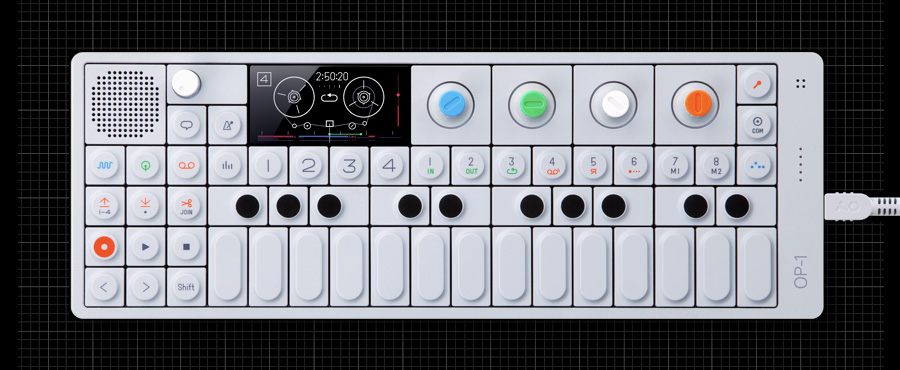 4 2:50:20
COM
1 2 3 4 1 IN 2 OUT 3 4 5 Я 6 7 M1 8 M2
1-4 JOIN
Shift
OP-1